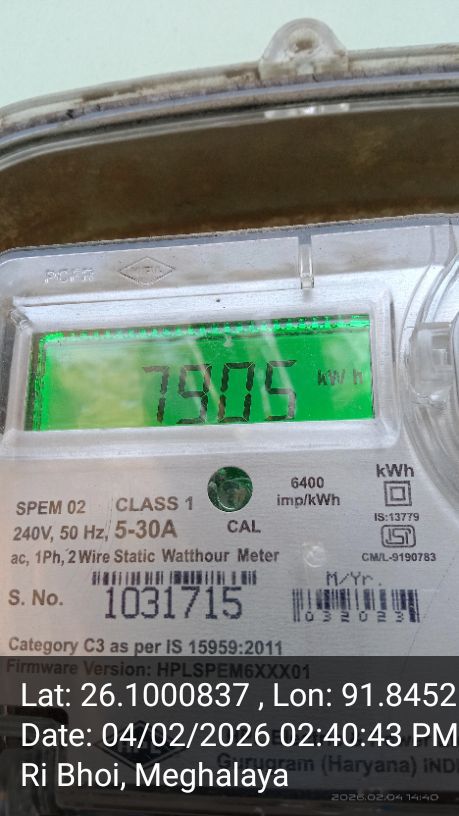 7905 kWh
kWh
6400
imp/kWh
SPEM 02 CLASS 1
240V, 50 Hz, 5-30A
CAL
IS:13779
CM/L-9190783
ac, 1Ph, 2 Wire Static Watthour Meter
M/Yr.
S. No. 1031715
032023
Category C3 as per IS 15959:2011
Firmware Version: HPLSPEM6XXX01
Lat: 26.1000837 , Lon: 91.8452
Date: 04/02/2026 02:40:43 PM
Gurugram (Haryana) INDI
Ri Bhoi, Meghalaya
2026.02.04 14:40